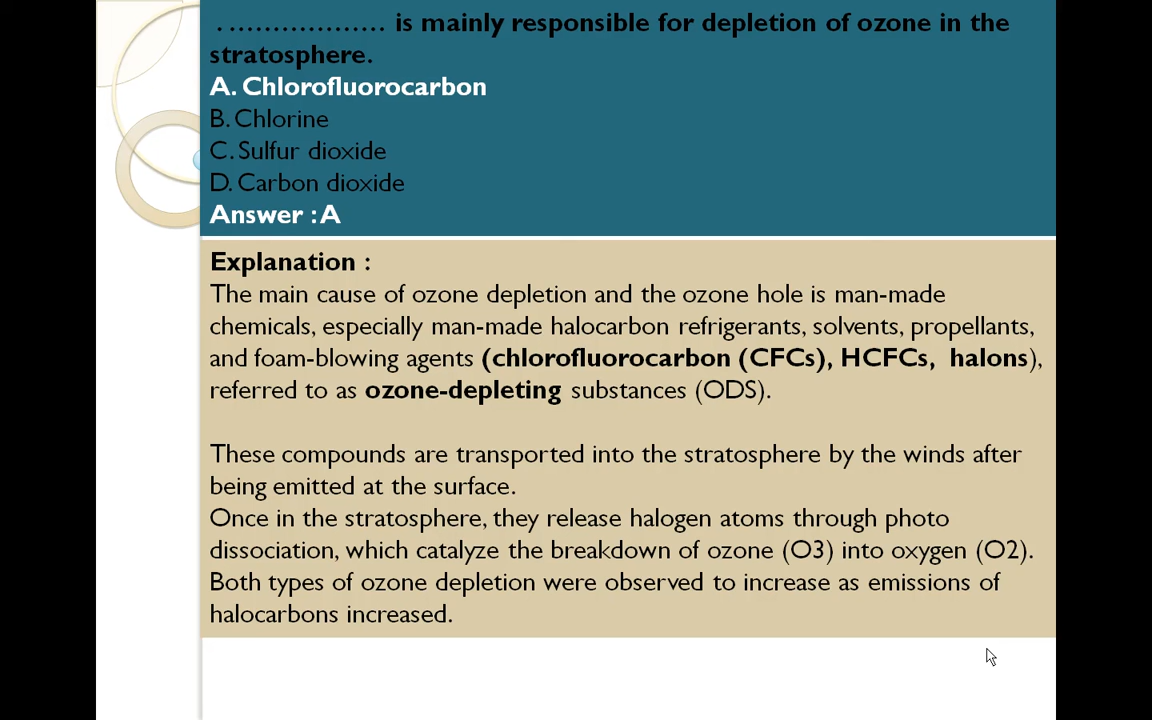 . .................. is mainly responsible for depletion of ozone in the
stratosphere.
A. Chlorofluorocarbon
B. Chlorine
C. Sulfur dioxide
D. Carbon dioxide
Answer : A
Explanation :
The main cause of ozone depletion and the ozone hole is man-made
chemicals, especially man-made halocarbon refrigerants, solvents, propellants,
and foam-blowing agents (chlorofluorocarbon (CFCs), HCFCs, halons),
referred to as ozone-depleting substances (ODS).
These compounds are transported into the stratosphere by the winds after
being emitted at the surface.
Once in the stratosphere, they release halogen atoms through photo
dissociation, which catalyze the breakdown of ozone (O3) into oxygen (O2).
Both types of ozone depletion were observed to increase as emissions of
halocarbons increased.